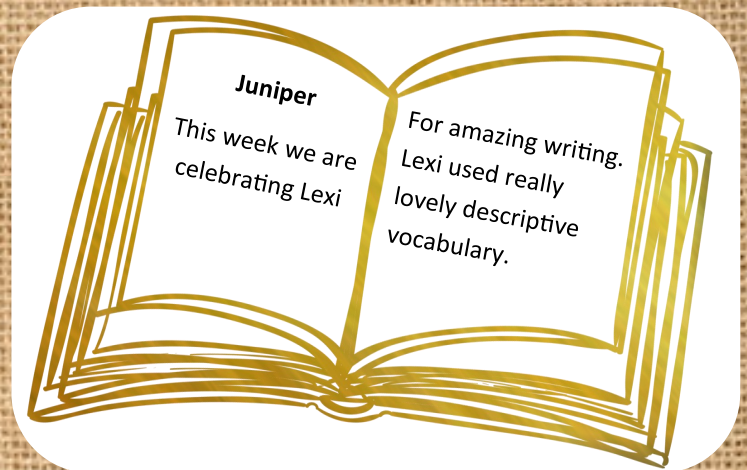 Juniper
This week we are
celebrating Lexi
For amazing writing.
Lexi used really
lovely descriptive
vocabulary.